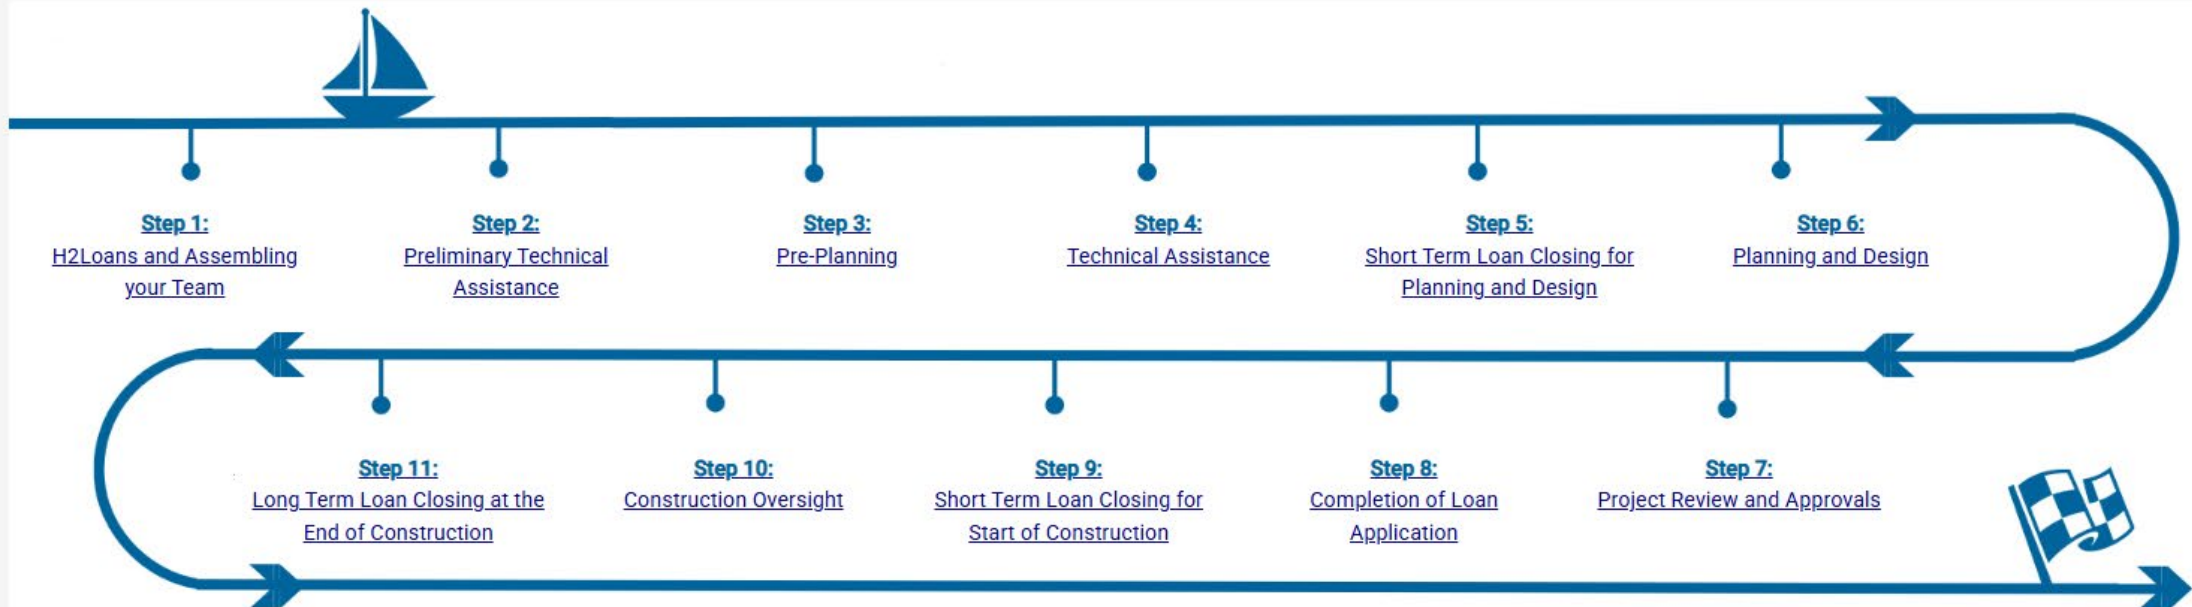 Step 1:
H2Loans and Assembling
your Team
Step 2:
Preliminary Technical
Assistance
Step 3:
Pre-Planning
Step 4:
Technical Assistance
Step 5:
Short Term Loan Closing for
Planning and Design
Step 6:
Planning and Design
Step 11:
Long Term Loan Closing at the
End of Construction
Step 10:
Construction Oversight
Step 9:
Short Term Loan Closing for
Start of Construction
Step 8:
Completion of Loan
Application
Step 7:
Project Review and Approvals